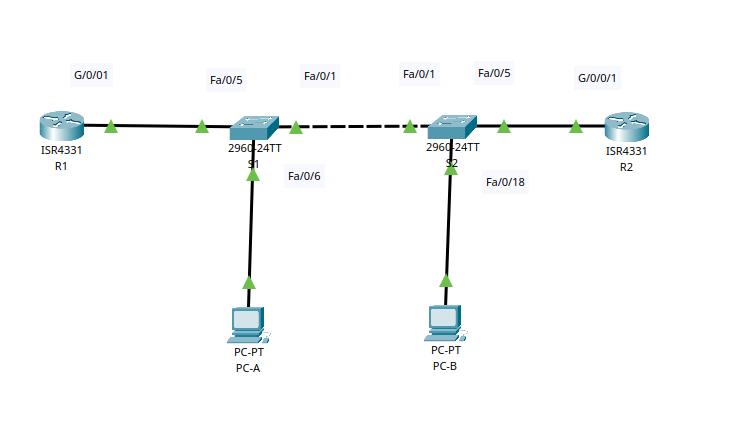 G/0/01
Fa/0/5
Fa/0/1
Fa/0/1
Fa/0/5
G/0/0/1
ISR4331
R1
2960-24TT
S1
2960-24TT
S2
ISR4331
R2
Fa/0/6
Fa/0/18
PC-PT
PC-A
PC-PT
PC-B